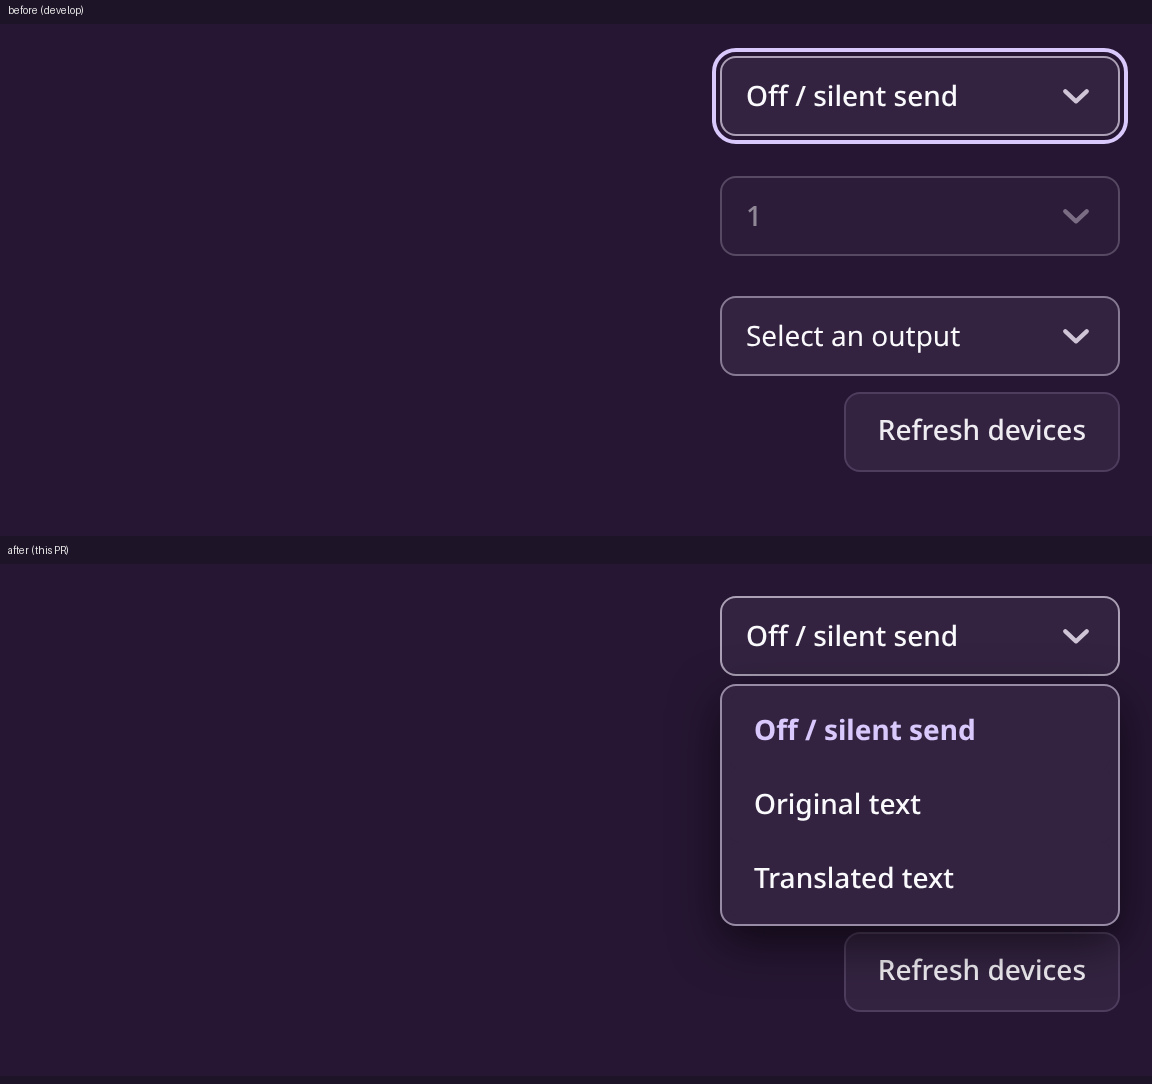 before (develop)
Off / silent send
1
Select an output
Refresh devices
after (this PR)
Off / silent send
Off / silent send
Original text
Translated text
Refresh devices